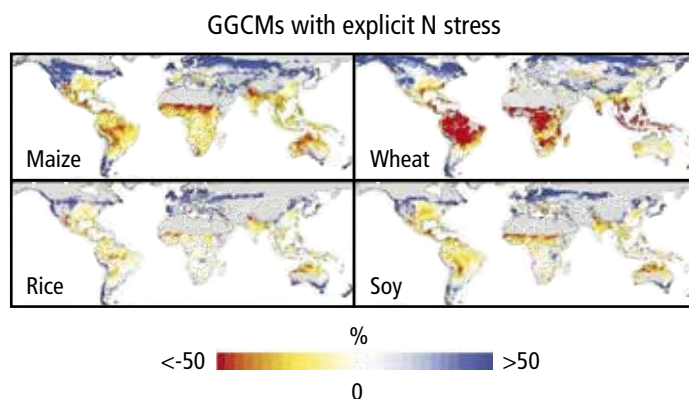 GGCMs with explicit N stress
Maize
Wheat
Rice
Soy
%
<-50
>50
0